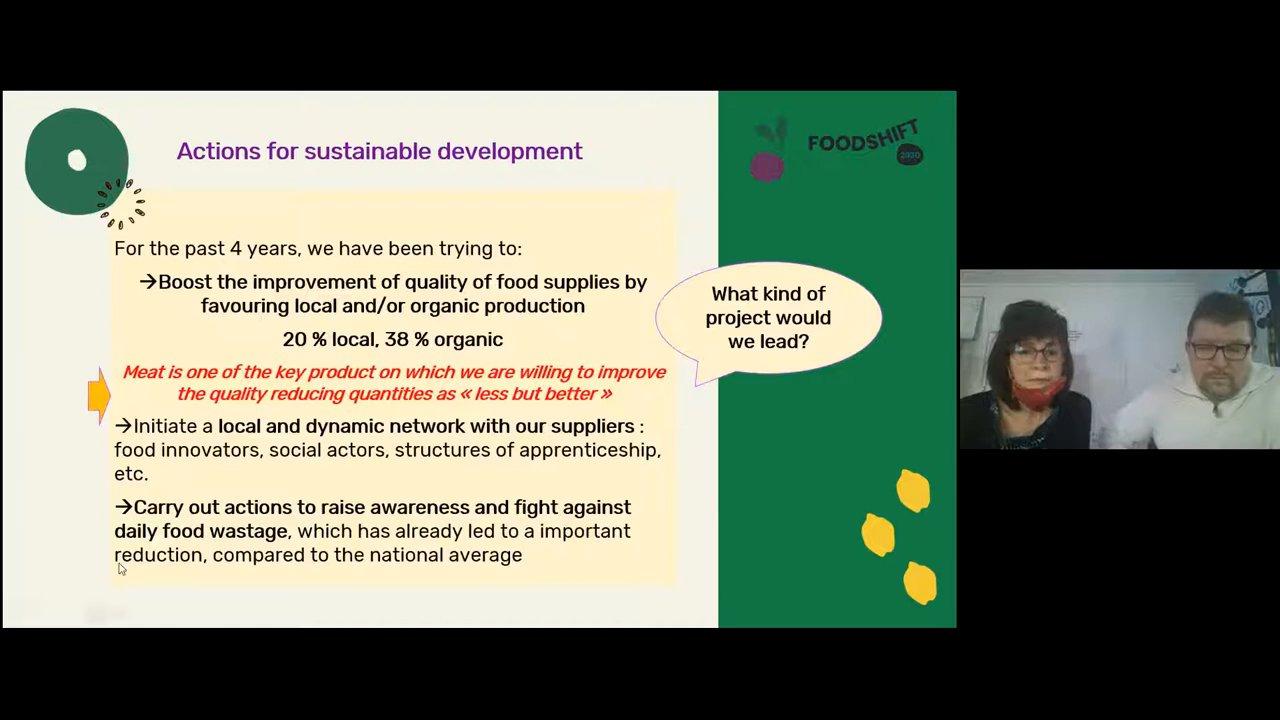 Actions for sustainable development
FOODSHIFT
2030
For the past 4 years, we have been trying to:
→Boost the improvement of quality of food supplies by
favouring local and/or organic production
20 % local, 38 % organic
Meat is one of the key product on which we are willing to improve
the quality reducing quantities as « less but better »
→Initiate a local and dynamic network with our suppliers :
food innovators, social actors, structures of apprenticeship,
etc.
→Carry out actions to raise awareness and fight against
daily food wastage, which has already led to a important
reduction, compared to the national average
What kind of
project would
we lead?